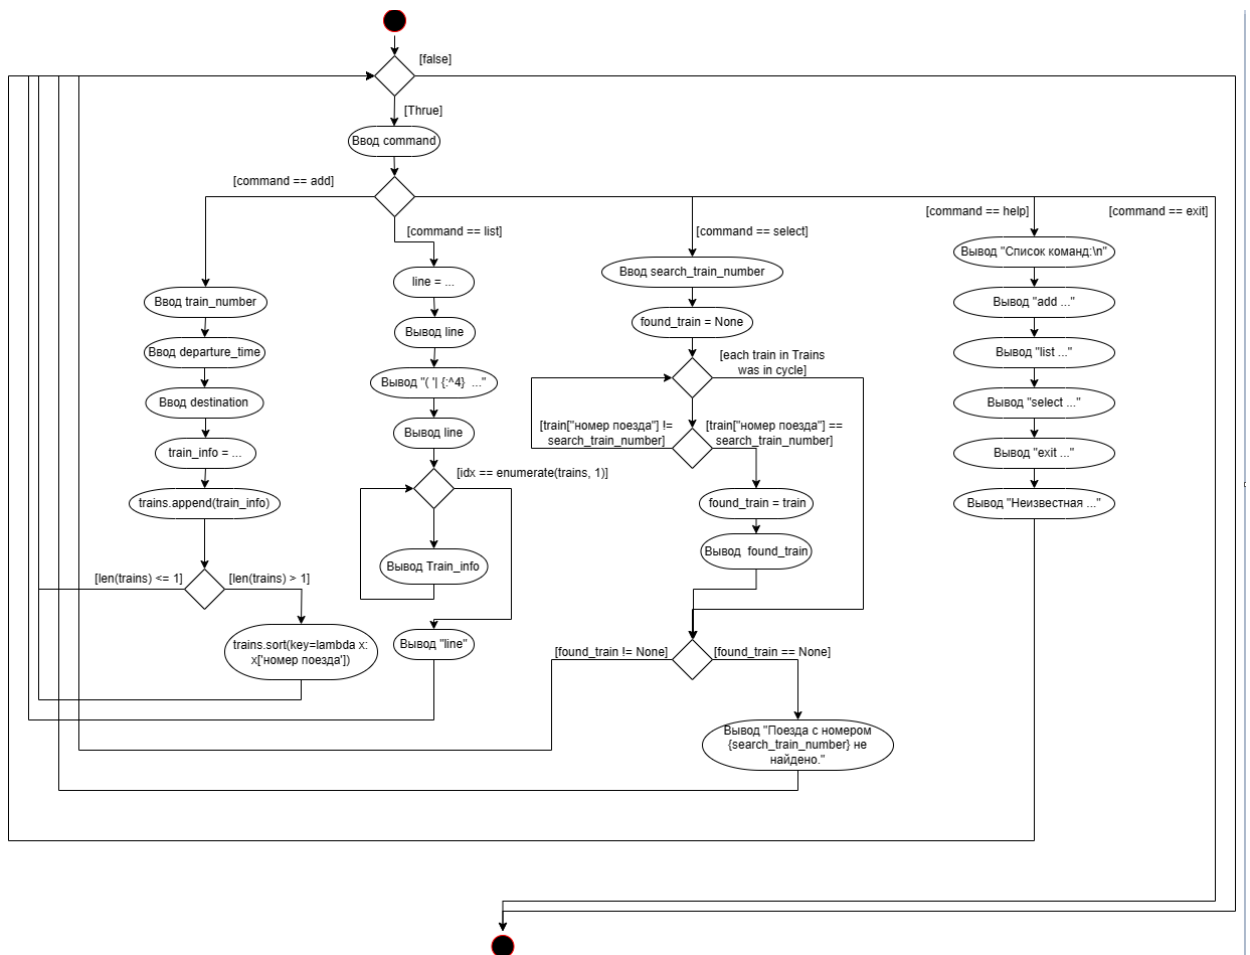 [false]
[Thrue]
Ввод command
[command == add]
[command == list]
[command == select]
[command == help]
[command == exit]
Ввод train_number
Ввод departure_time
Ввод destination
train_info = ...
trains.append(train_info)
[len(trains) <= 1]
[len(trains) > 1]
trains.sort(key=lambda x:
x['номер поезда'])
line = ...
Вывод line
Вывод "( '| {:^4} ..."
Вывод line
[idx == enumerate(trains, 1)]
Вывод Train_info
Вывод "line"
Ввод search_train_number
found_train = None
[each train in Trains
was in cycle]
[train["номер поезда"] !=
search_train_number]
[train["номер поезда"] ==
search_train_number]
found_train = train
Вывод found_train
[found_train != None]
[found_train == None]
Вывод "Поезда с номером
{search_train_number} не
найдено."
Вывод "Список команд:\n"
Вывод "add ..."
Вывод "list ..."
Вывод "select ..."
Вывод "exit ..."
Вывод "Неизвестная ..."